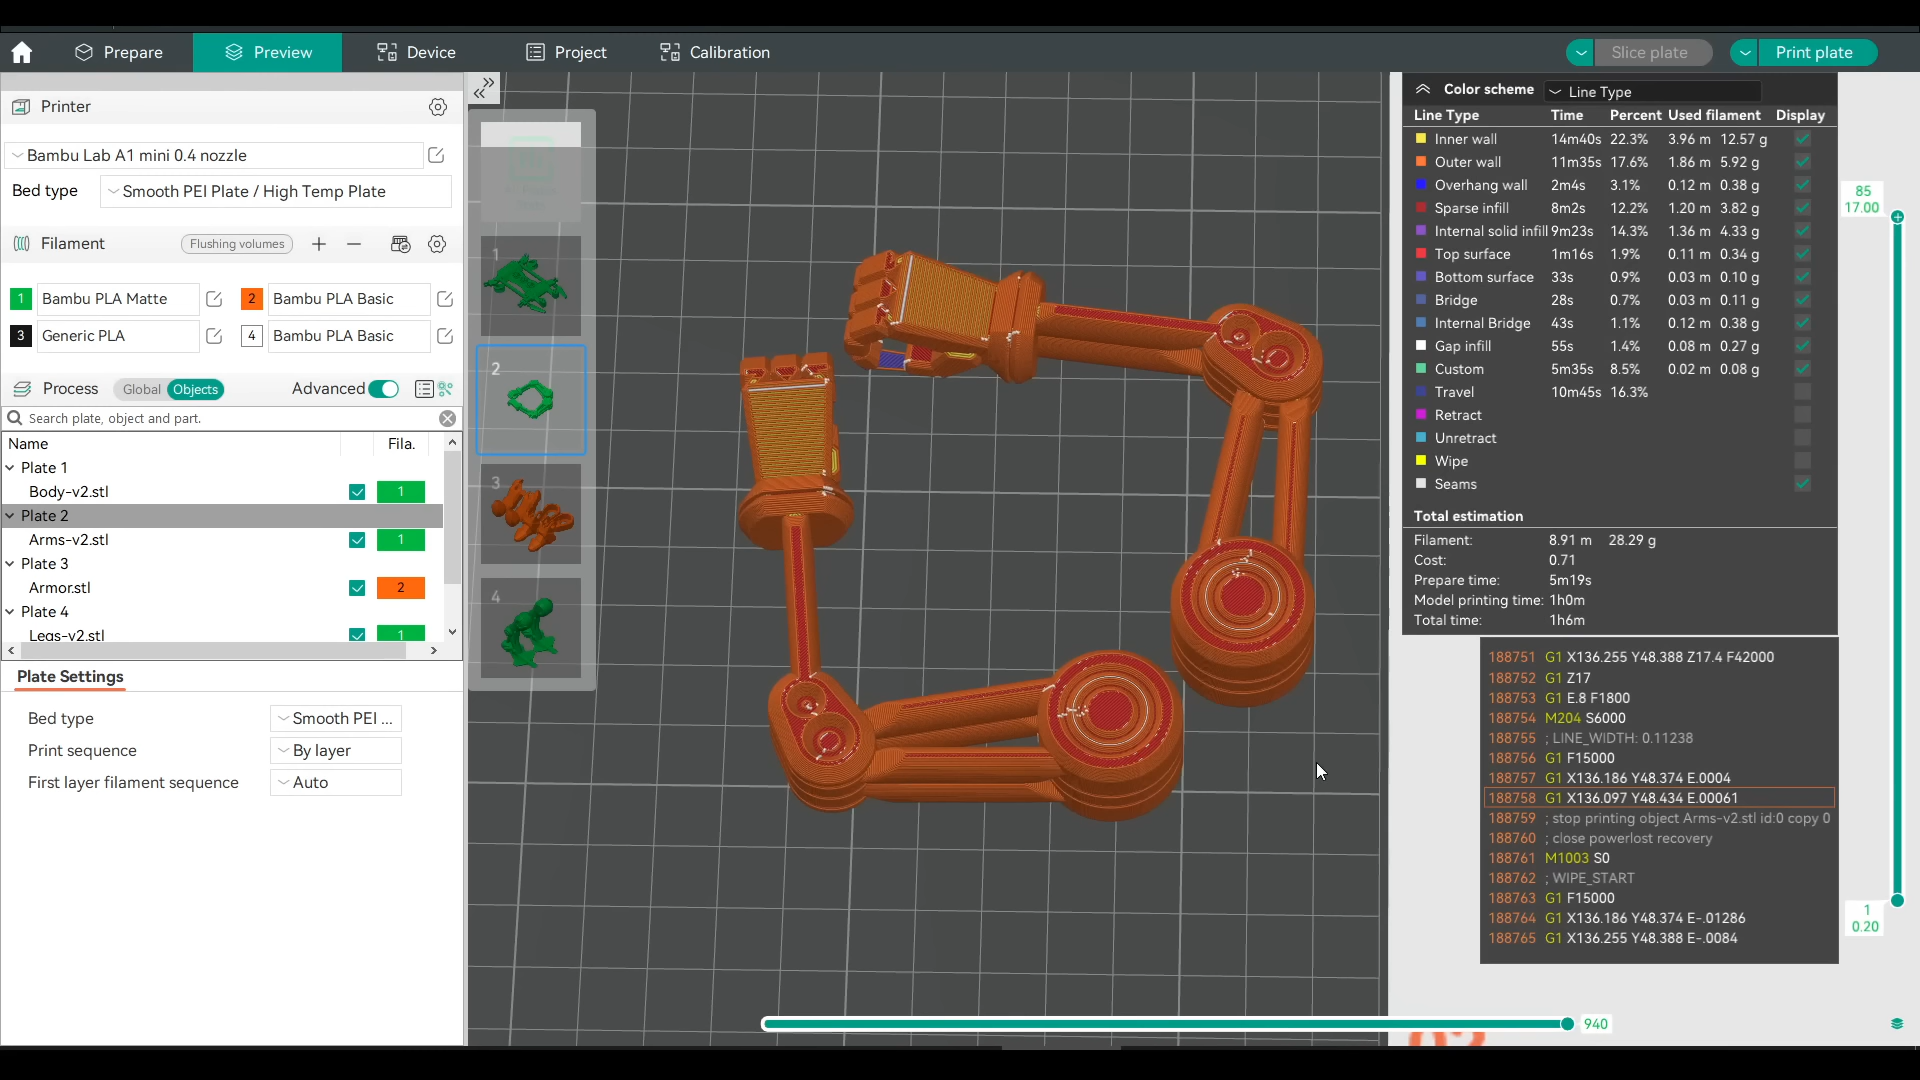 Prepare
Preview
Device
Project
Calibration
Slice plate
Print plate
Printer
Bambu Lab A1 mini 0.4 nozzle
Bed type
Smooth PEI Plate / High Temp Plate
Filament
Flushing volumes
1 Bambu PLA Matte
2 Bambu PLA Basic
3 Generic PLA
4 Bambu PLA Basic
Process
Global
Objects
Advanced
Search plate, object and part.
Name Fila.
Plate 1
Body-v2.stl 1
Plate 2
Arms-v2.stl 1
Plate 3
Armor.stl 2
Plate 4
Legs-v2.stl 1
Plate Settings
Bed type Smooth PEI ...
Print sequence By layer
First layer filament sequence Auto
1
2
3
4
Color scheme Line Type
Line Type Time Percent Used filament Display
Inner wall 14m40s 22.3% 3.96 m 12.57 g
Outer wall 11m35s 17.6% 1.86 m 5.92 g
Overhang wall 2m4s 3.1% 0.12 m 0.38 g
Sparse infill 8m2s 12.2% 1.20 m 3.82 g
Internal solid infill 9m23s 14.3% 1.36 m 4.33 g
Top surface 1m16s 1.9% 0.11 m 0.34 g
Bottom surface 33s 0.9% 0.03 m 0.10 g
Bridge 28s 0.7% 0.03 m 0.11 g
Internal Bridge 43s 1.1% 0.12 m 0.38 g
Gap infill 55s 1.4% 0.08 m 0.27 g
Custom 5m35s 8.5% 0.02 m 0.08 g
Travel 10m45s 16.3%
Retract
Unretract
Wipe
Seams
Total estimation
Filament: 8.91 m 28.29 g
Cost: 0.71
Prepare time: 5m19s
Model printing time: 1h0m
Total time: 1h6m
188751 G1 X136.255 Y48.388 Z17.4 F42000
188752 G1 Z17
188753 G1 E.8 F1800
188754 M204 S6000
188755 ; LINE_WIDTH: 0.11238
188756 G1 F15000
188757 G1 X136.186 Y48.374 E.0004
188758 G1 X136.097 Y48.434 E.00061
188759 ; stop printing object Arms-v2.stl id:0 copy 0
188760 ; close powerlost recovery
188761 M1003 S0
188762 ; WIPE_START
188763 G1 F15000
188764 G1 X136.186 Y48.374 E-.01286
188765 G1 X136.255 Y48.388 E-.0084
85
17.00
1
0.20
940